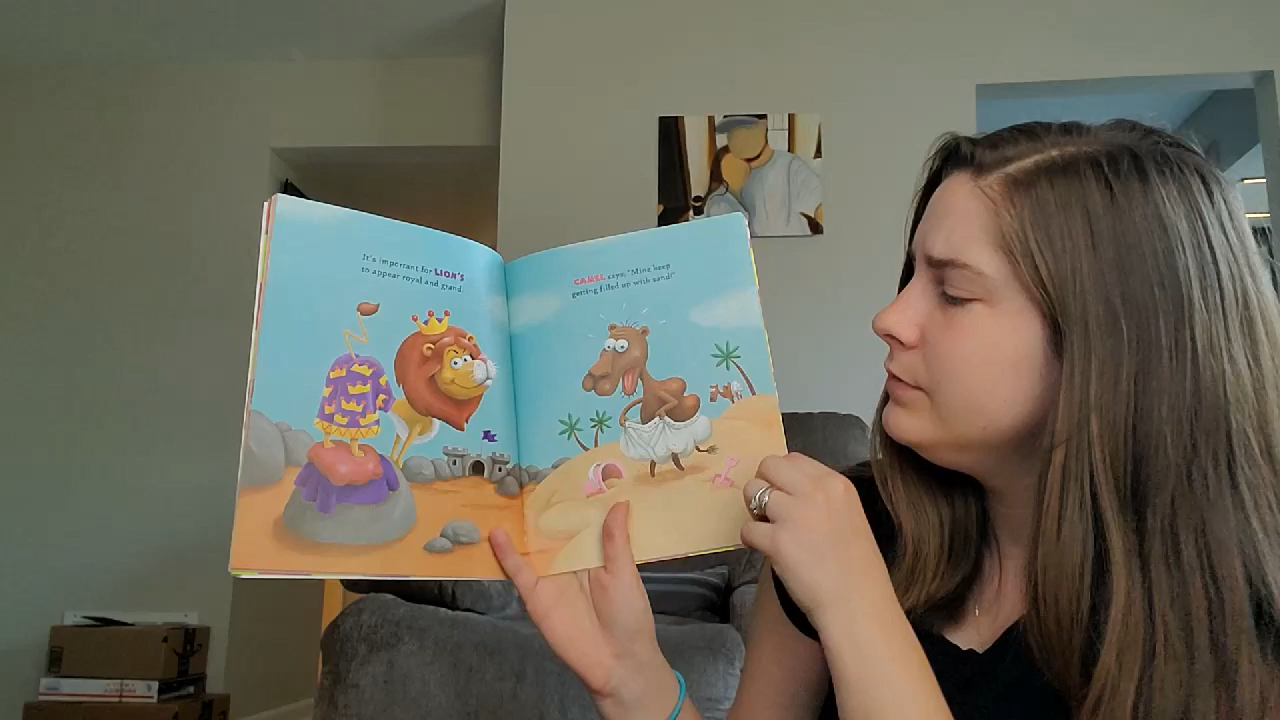 It's important for LION'S
to appear royal and grand.
CAMEL says, "Mine keep
getting filled up with sand!"